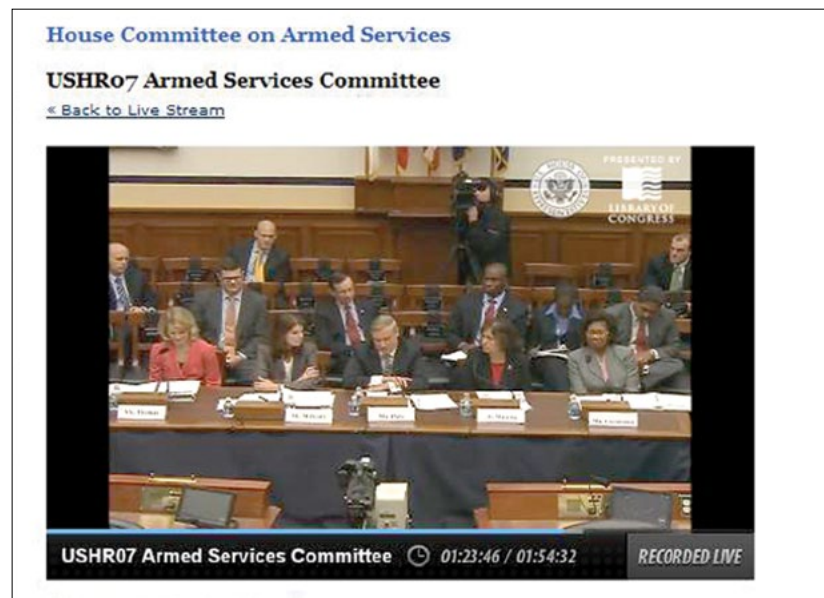 House Committee on Armed Services
USHR07 Armed Services Committee
« Back to Live Stream
PRESENTED BY
LIBRARY OF
CONGRESS
USHR07 Armed Services Committee 01:23:46 / 01:54:32 RECORDED LIVE